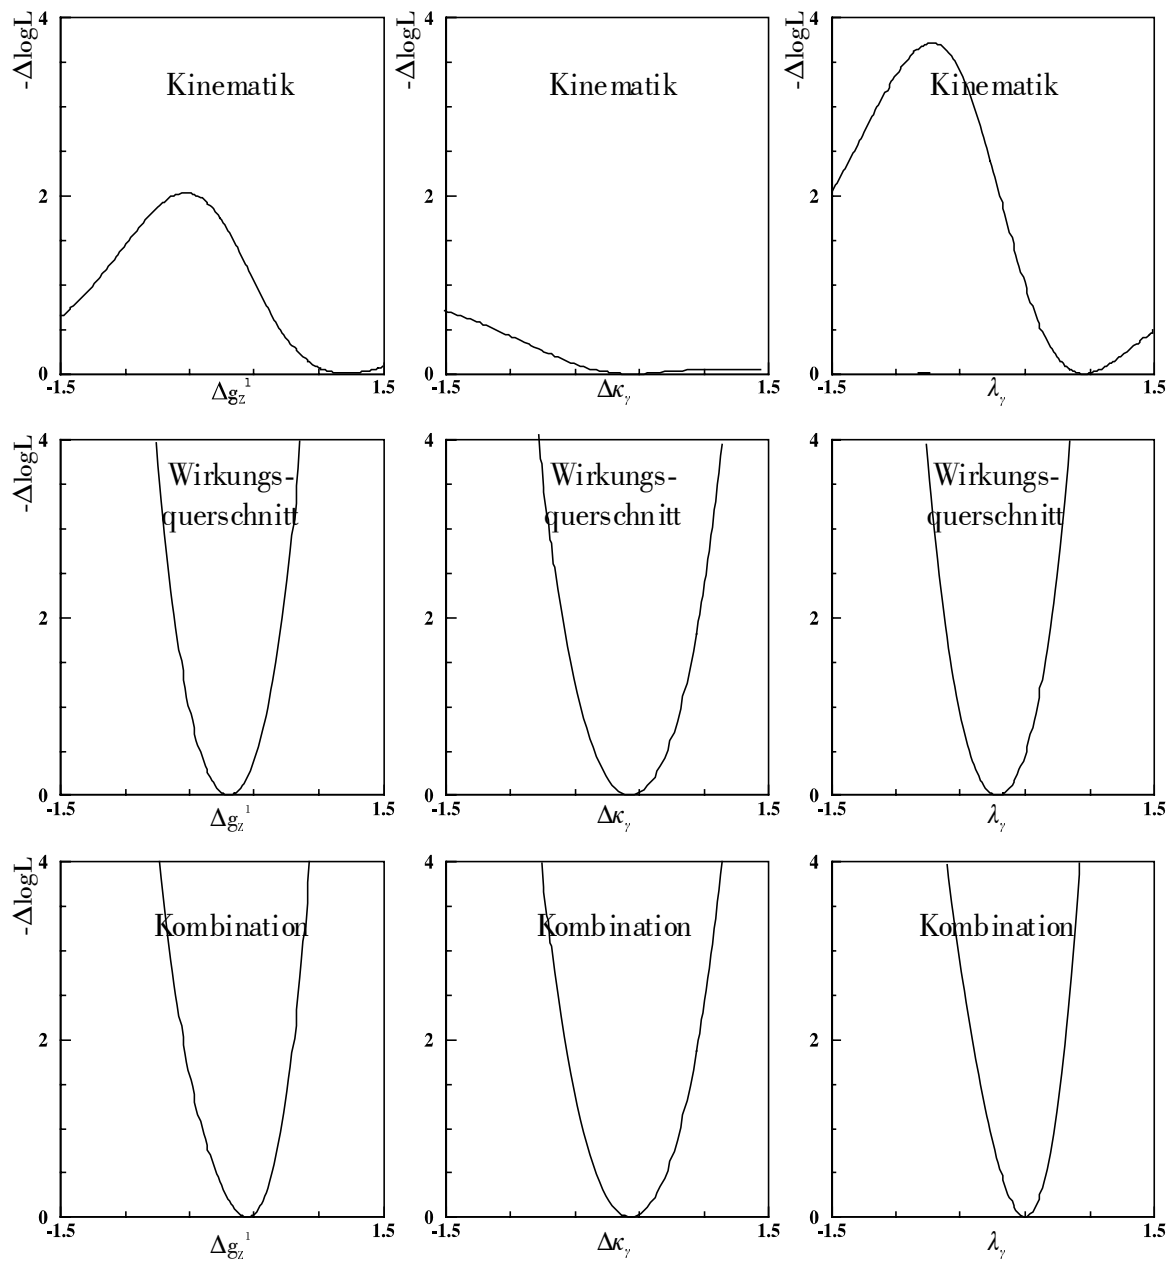 -ΔlogL
4
2
0
-1.5
1.5
Kinematik
Δg_Z^1
-ΔlogL
4
2
0
-1.5
1.5
Kinematik
Δκ_γ
-ΔlogL
4
2
0
-1.5
1.5
Kinematik
λ_γ
-ΔlogL
4
2
0
-1.5
1.5
Wirkungs-
querschnitt
Δg_Z^1
4
2
0
-1.5
1.5
Wirkungs-
querschnitt
Δκ_γ
4
2
0
-1.5
1.5
Wirkungs-
querschnitt
λ_γ
-ΔlogL
4
2
0
-1.5
1.5
Kombination
Δg_Z^1
4
2
0
-1.5
1.5
Kombination
Δκ_γ
4
2
0
-1.5
1.5
Kombination
λ_γ